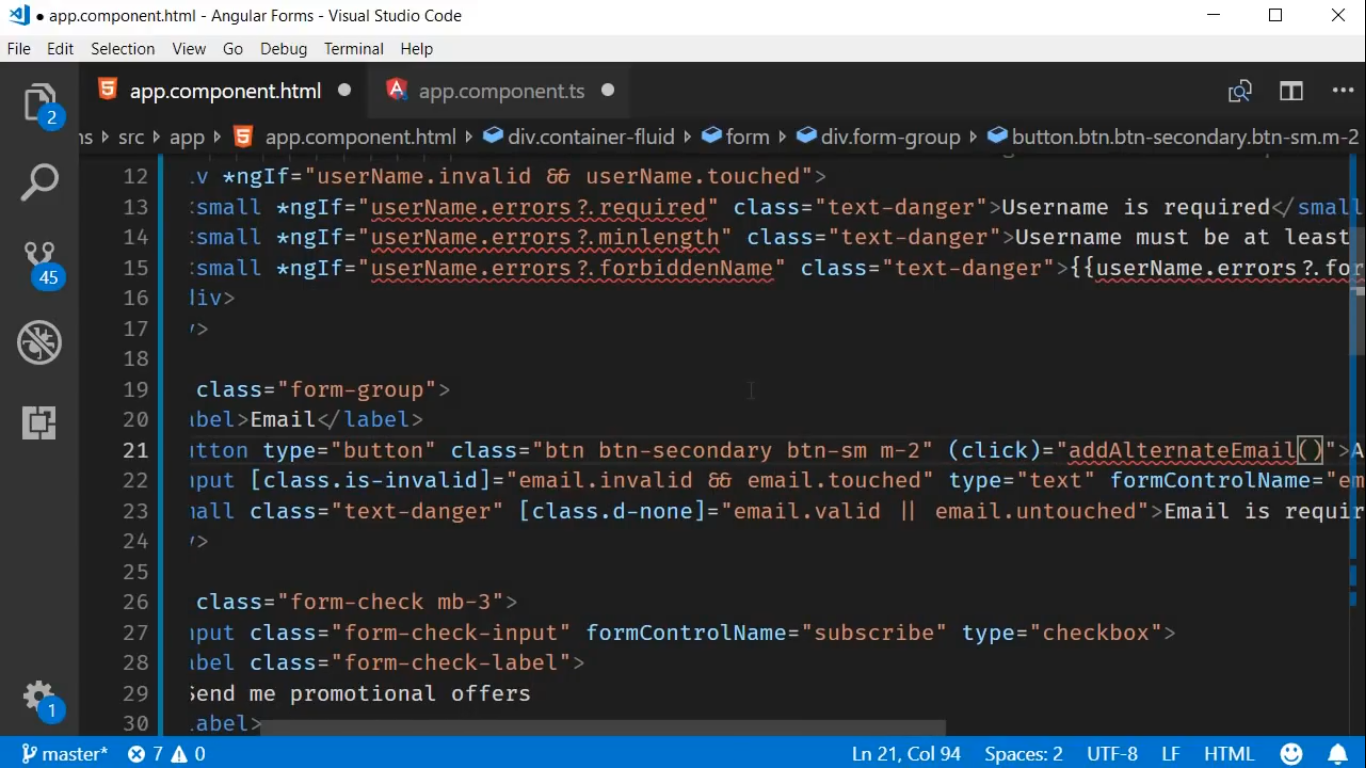 app.component.html - Angular Forms - Visual Studio Code
File Edit Selection View Go Debug Terminal Help
app.component.html app.component.ts
2
ns src app app.component.html div.container-fluid form div.form-group button.btn.btn-secondary.btn-sm.m-2
12 iv *ngIf="userName.invalid && userName.touched">
13 <small *ngIf="userName.errors?.required" class="text-danger">Username is required</small
14 <small *ngIf="userName.errors?.minlength" class="text-danger">Username must be at least
15 <small *ngIf="userName.errors?.forbiddenName" class="text-danger">{{userName.errors?.for
45
16 div>
17 v>
18
19 class="form-group">
20 abel>Email</label>
21 utton type="button" class="btn btn-secondary btn-sm m-2" (click)="addAlternateEmail()">A
22 nput [class.is-invalid]="email.invalid && email.touched" type="text" formControlName="em
23 mall class="text-danger" [class.d-none]="email.valid || email.untouched">Email is requir
24 v>
25
26 class="form-check mb-3">
27 nput class="form-check-input" formControlName="subscribe" type="checkbox">
28 abel class="form-check-label">
29 Send me promotional offers
1
30 label>
master* 7 0 Ln 21, Col 94 Spaces: 2 UTF-8 LF HTML